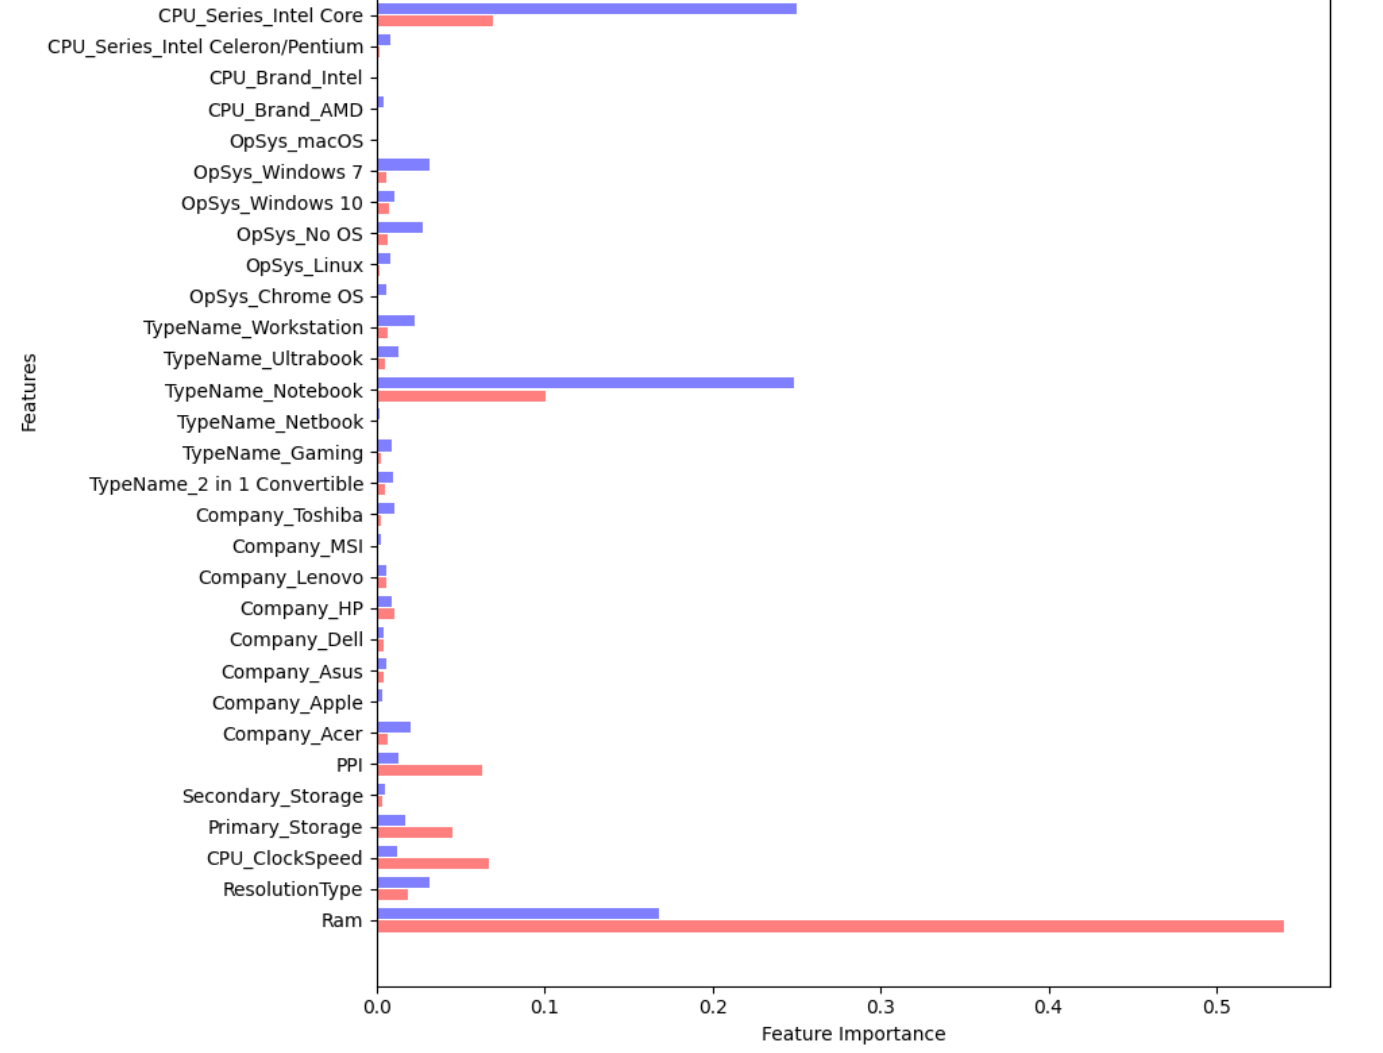 CPU_Series_Intel Core
CPU_Series_Intel Celeron/Pentium
CPU_Brand_Intel
CPU_Brand_AMD
OpSys_macOS
OpSys_Windows 7
OpSys_Windows 10
OpSys_No OS
OpSys_Linux
OpSys_Chrome OS
TypeName_Workstation
TypeName_Ultrabook
TypeName_Notebook
TypeName_Netbook
TypeName_Gaming
TypeName_2 in 1 Convertible
Company_Toshiba
Company_MSI
Company_Lenovo
Company_HP
Company_Dell
Company_Asus
Company_Apple
Company_Acer
PPI
Secondary_Storage
Primary_Storage
CPU_ClockSpeed
ResolutionType
Ram
Features
0.0 0.1 0.2 0.3 0.4 0.5
Feature Importance